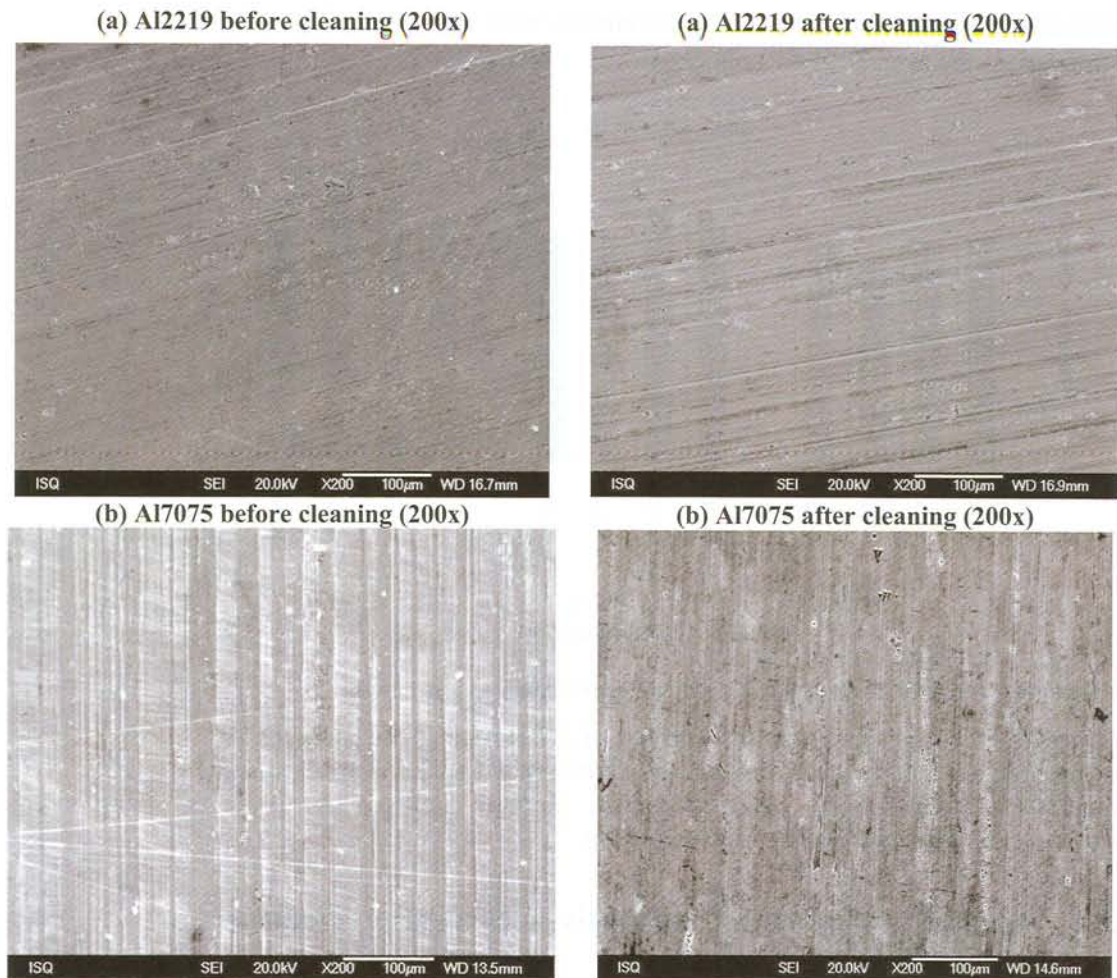 (a) Al2219 before cleaning (200x)
(a) Al2219 after cleaning (200x)
ISQ SEI 20.0kV X200 100µm WD 16.7mm
ISQ SEI 20.0kV X200 100µm WD 16.9mm
(b) Al7075 before cleaning (200x)
(b) Al7075 after cleaning (200x)
ISQ SEI 20.0kV X200 100µm WD 13.5mm
ISQ SEI 20.0kV X200 100µm WD 14.6mm